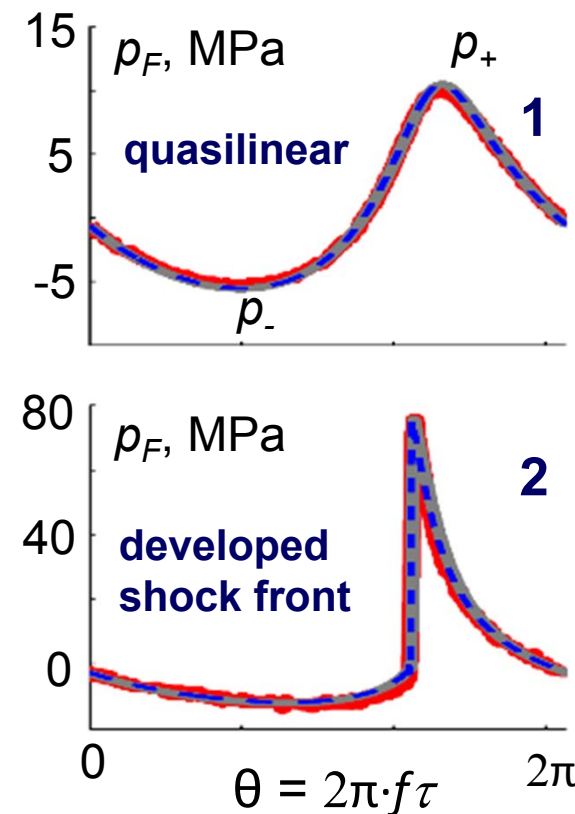 15
p_F, MPa
p_+
1
5
quasilinear
-5
p_-
80
p_F, MPa
2
40
developed
shock front
0
0
2π
θ = 2π·fτ